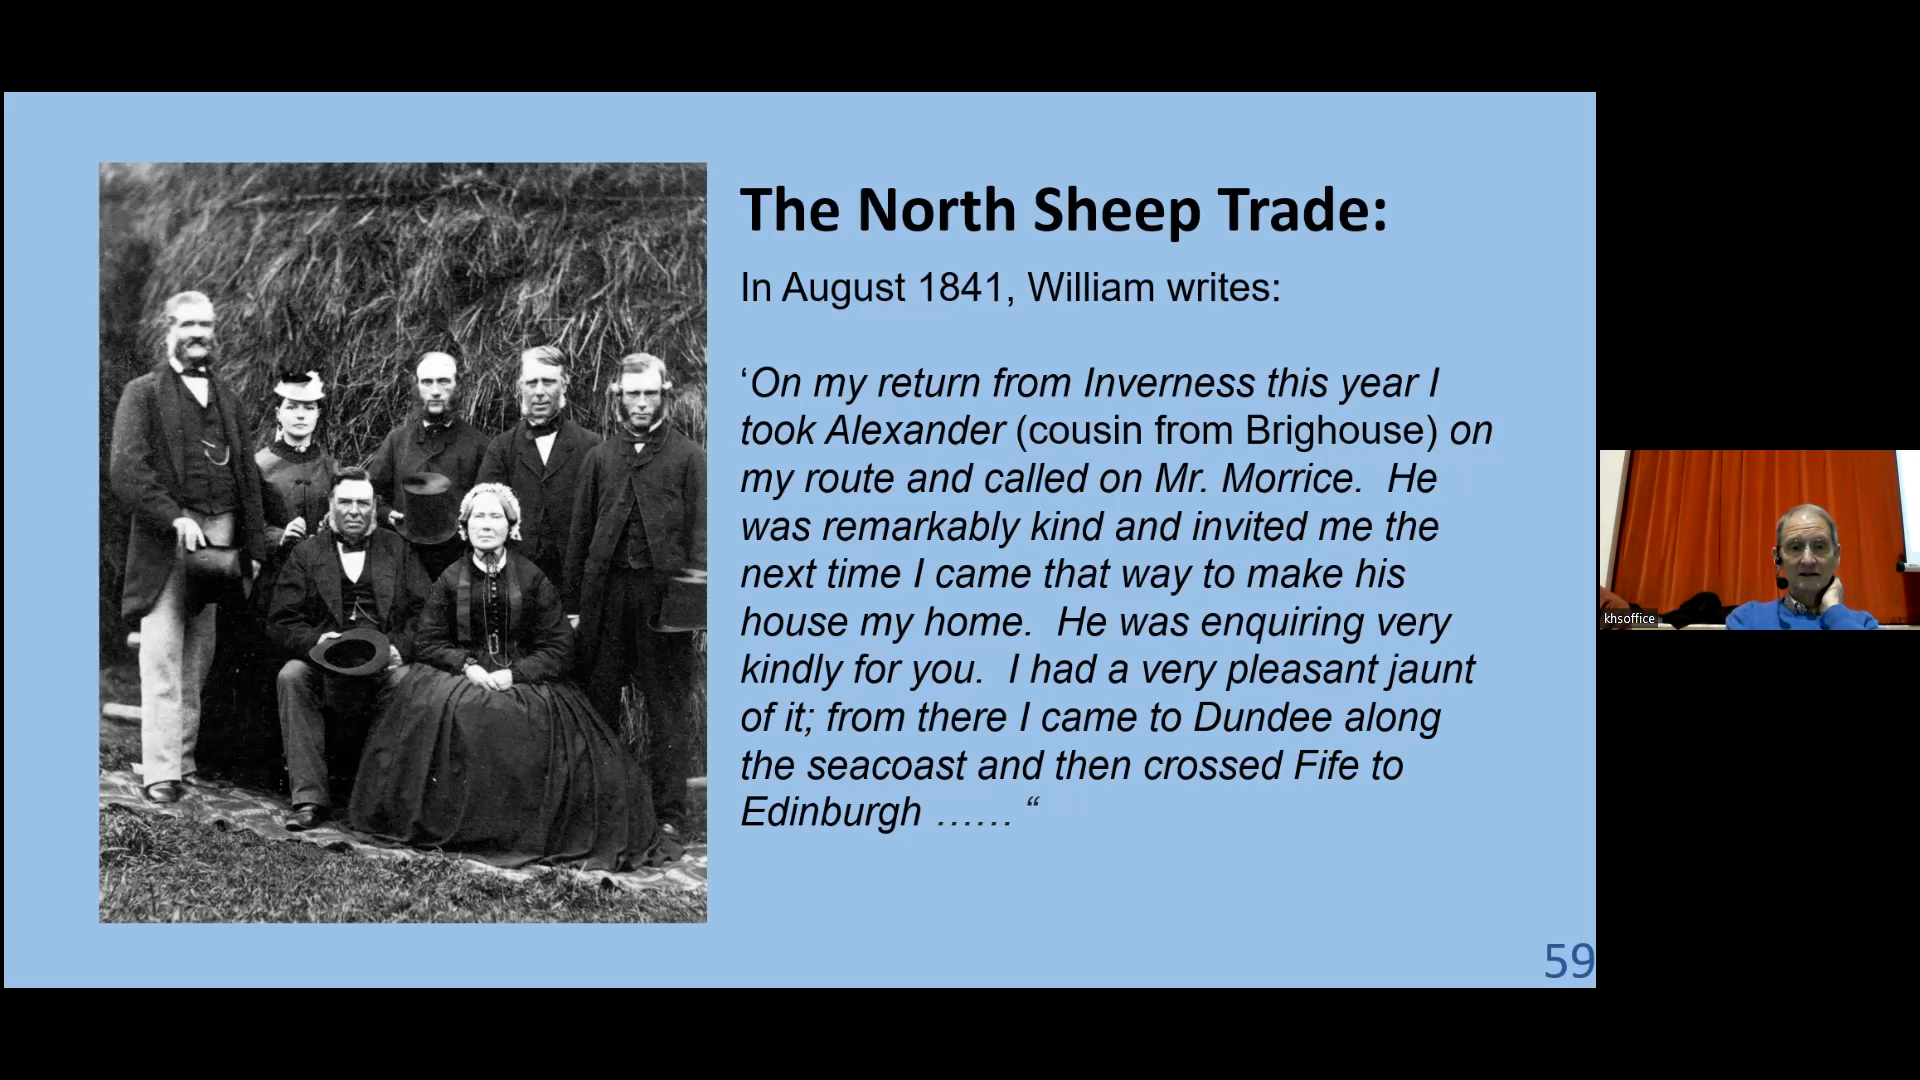 The North Sheep Trade:
In August 1841, William writes:
‘On my return from Inverness this year I
took Alexander (cousin from Brighouse) on
my route and called on Mr. Morrice.  He
was remarkably kind and invited me the
next time I came that way to make his
house my home.  He was enquiring very
kindly for you.  I had a very pleasant jaunt
of it; from there I came to Dundee along
the seacoast and then crossed Fife to
Edinburgh …… “
59
khsoffice